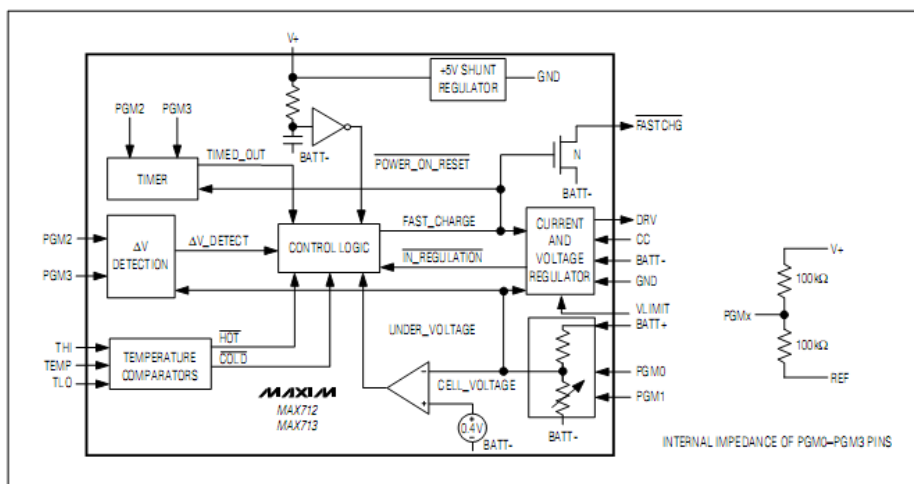 V+
+5V SHUNT
REGULATOR
GND
PGM2
PGM3
FASTCHG
TIMED_OUT
BATT-
POWER_ON_RESET
N
TIMER
BATT-
FAST_CHARGE
CURRENT
AND
VOLTAGE
REGULATOR
DRV
CC
BATT-
GND
PGM2
ΔV
DETECTION
ΔV_DETECT
CONTROL LOGIC
IN_REGULATION
PGM3
V+
100kΩ
PGMx
100kΩ
REF
VLIMIT
UNDER_VOLTAGE
BATT+
THI
TEMP
TLO
TEMPERATURE
COMPARATORS
HOT
COLD
CELL_VOLTAGE
PGM0
PGM1
MAXIM
MAX712
MAX713
-
+
+
0.4V
-
BATT-
BATT-
INTERNAL IMPEDANCE OF PGM0–PGM3 PINS